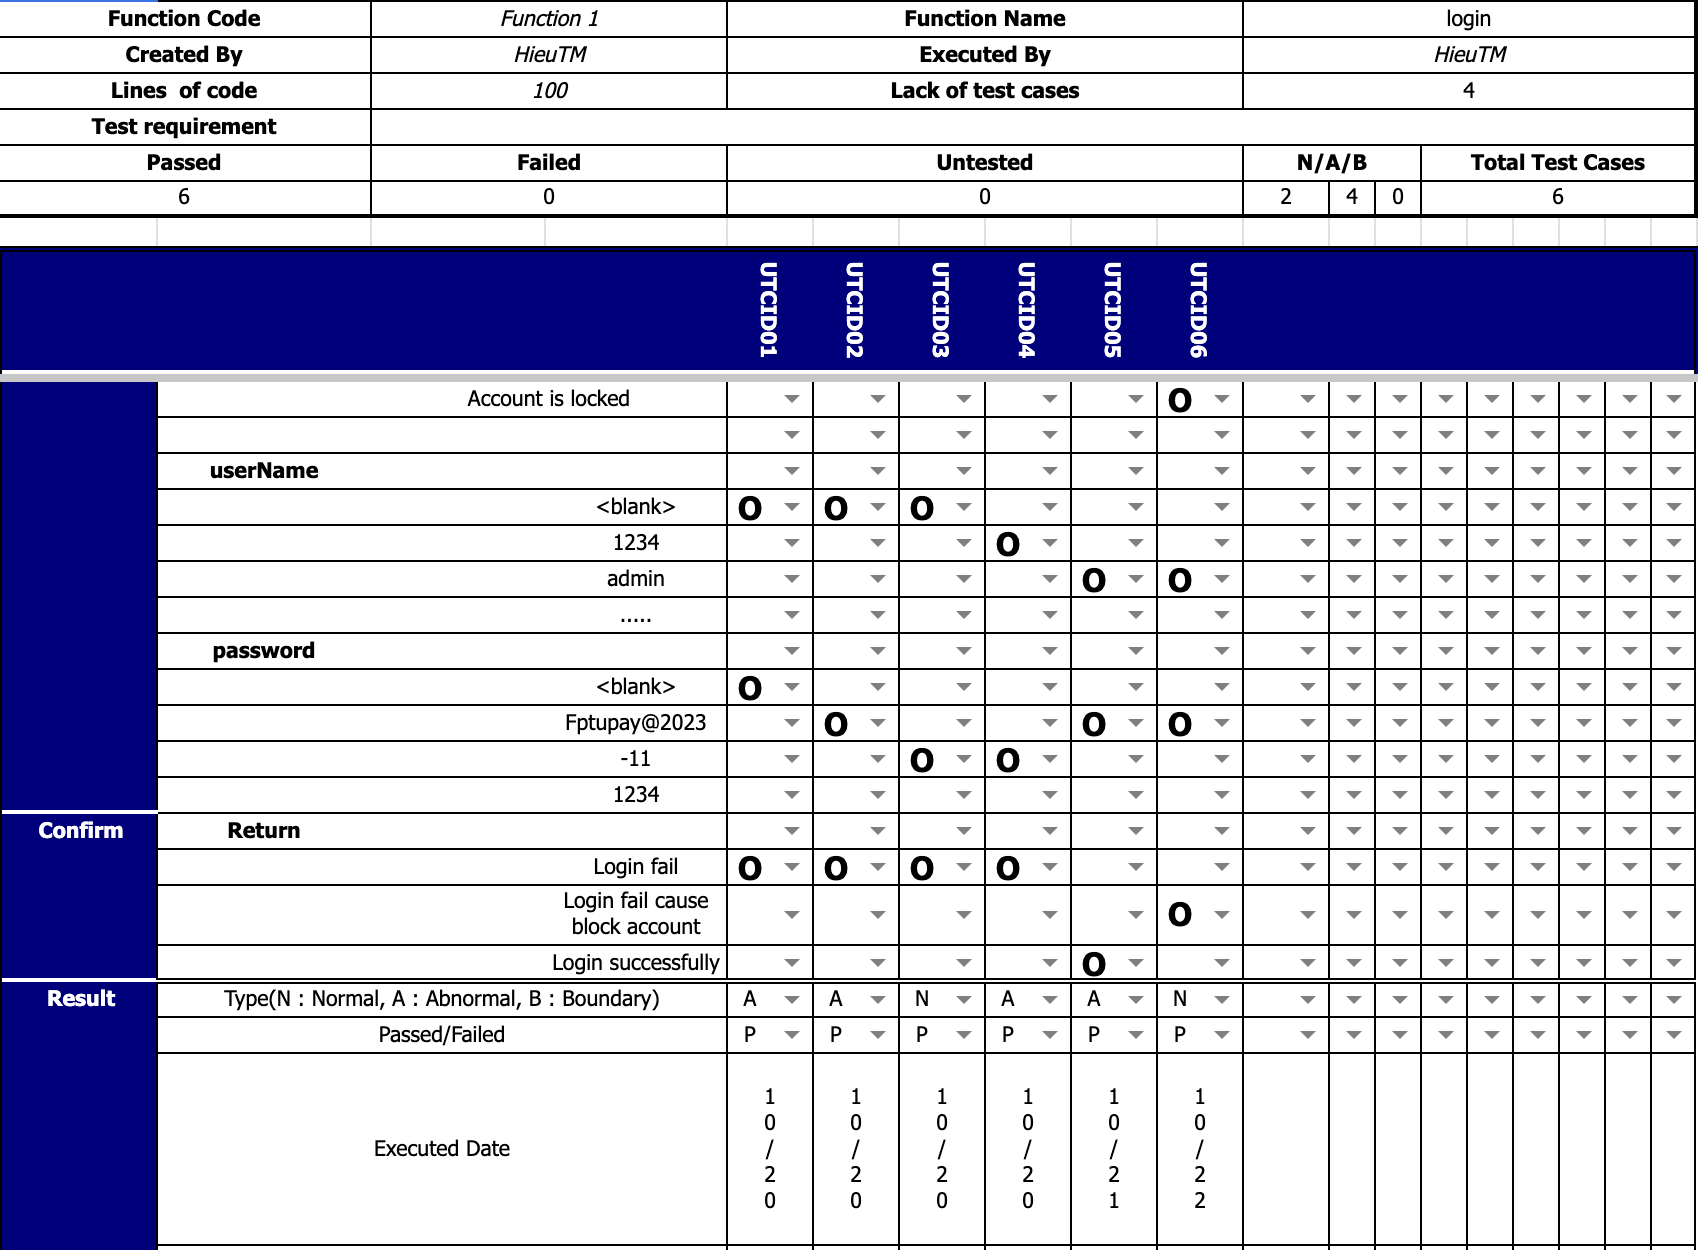 Function Code Function 1 Function Name login
Created By HieuTM Executed By HieuTM
Lines  of code 100 Lack of test cases 4
Test requirement
Passed Failed Untested N/A/B Total Test Cases
6 0 0 2 4 0 6
UTCID01 UTCID02 UTCID03 UTCID04 UTCID05 UTCID06
Account is locked O
userName
<blank> O O O
1234 O
admin O O
.....
password
<blank> O
Fptupay@2023 O O O
-11 O O
1234
Confirm Return
Login fail O O O O
Login fail cause
block account O
Login successfully O
Result Type(N : Normal, A : Abnormal, B : Boundary) A A N A A N
Passed/Failed P P P P P P
Executed Date 10/20 10/20 10/20 10/20 10/21 10/22